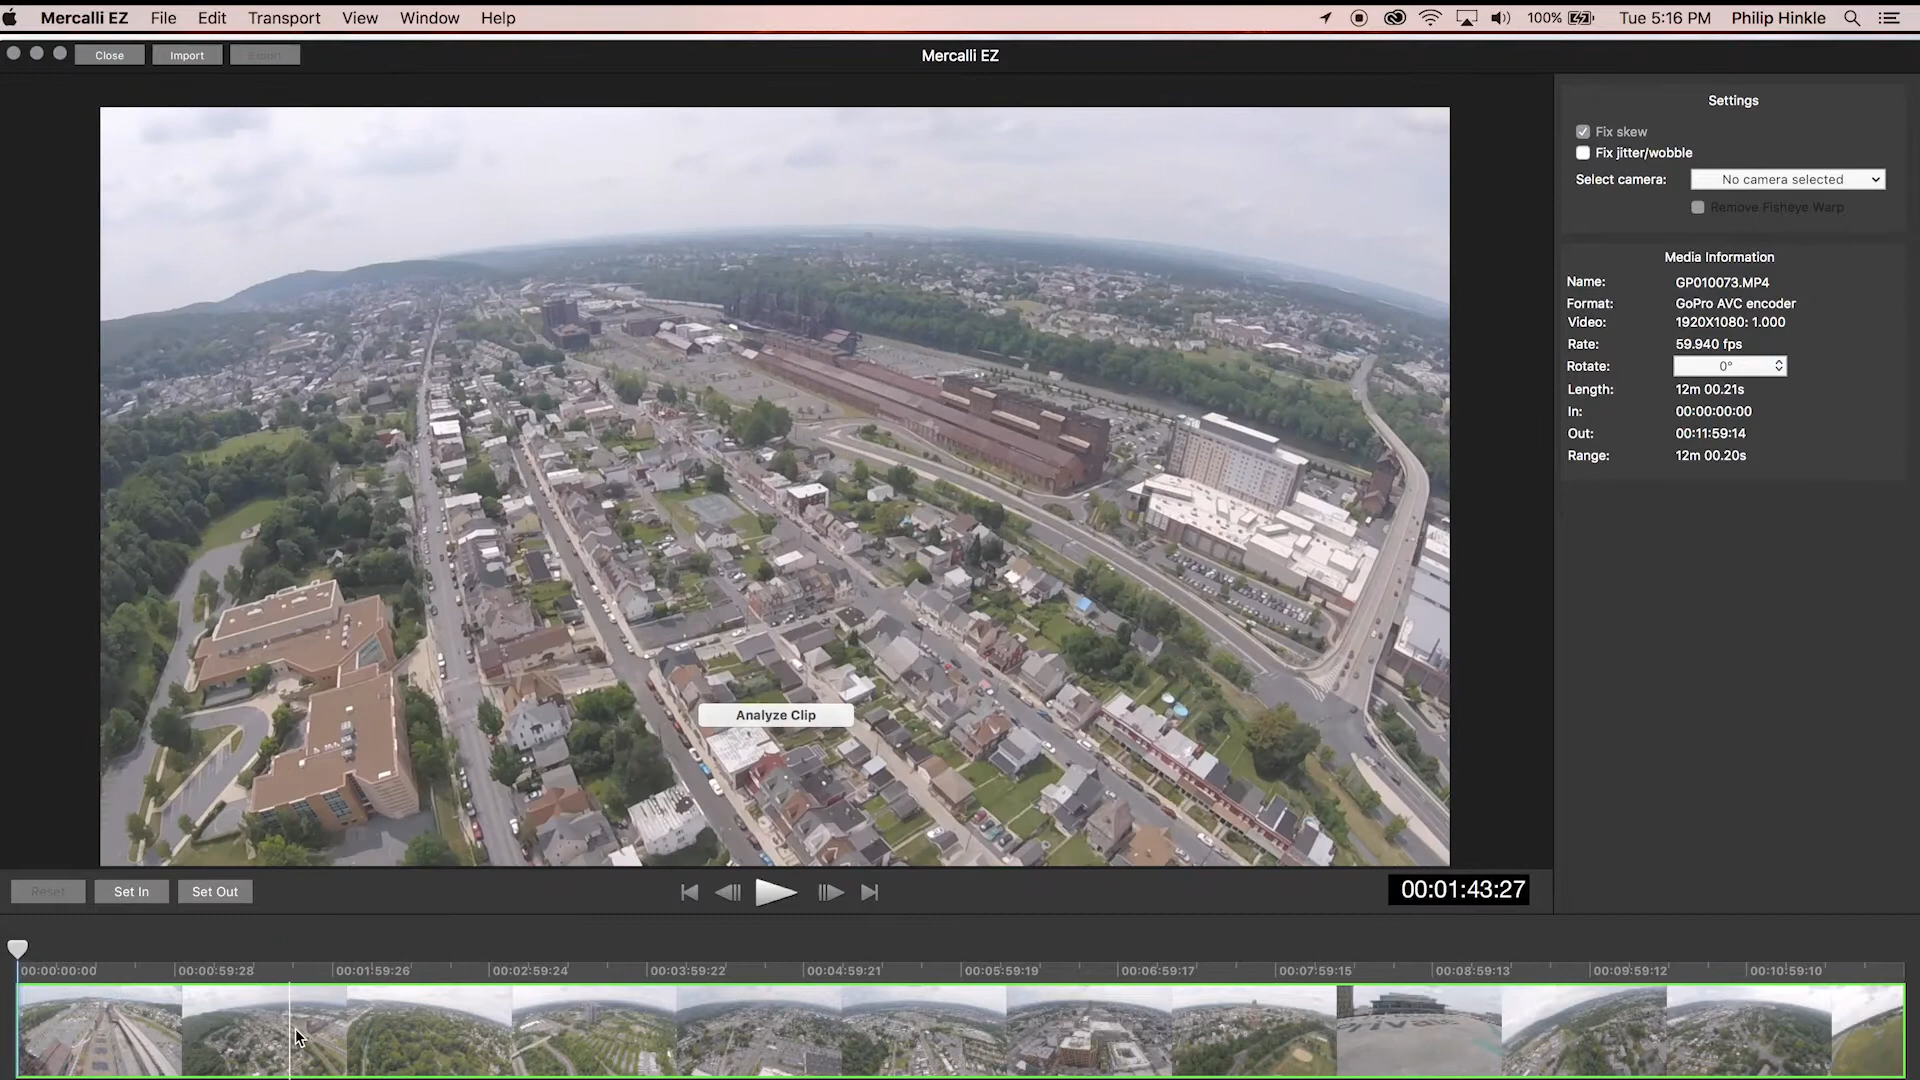 Mercalli EZ File Edit Transport View Window Help 100% Tue 5:16 PM Philip Hinkle
Close Import Export Mercalli EZ
Settings
Fix skew
Fix jitter/wobble
Select camera: No camera selected
Remove Fisheye Warp
Media Information
Name: GP010073.MP4
Format: GoPro AVC encoder
Video: 1920X1080: 1.000
Rate: 59.940 fps
Rotate: 0°
Length: 12m 00.21s
In: 00:00:00:00
Out: 00:11:59:14
Range: 12m 00.20s
Analyze Clip
Reset Set In Set Out 00:01:43:27
00:00:00:00 00:00:59:28 00:01:59:26 00:02:59:24 00:03:59:22 00:04:59:21 00:05:59:19 00:06:59:17 00:07:59:15 00:08:59:13 00:09:59:12 00:10:59:10